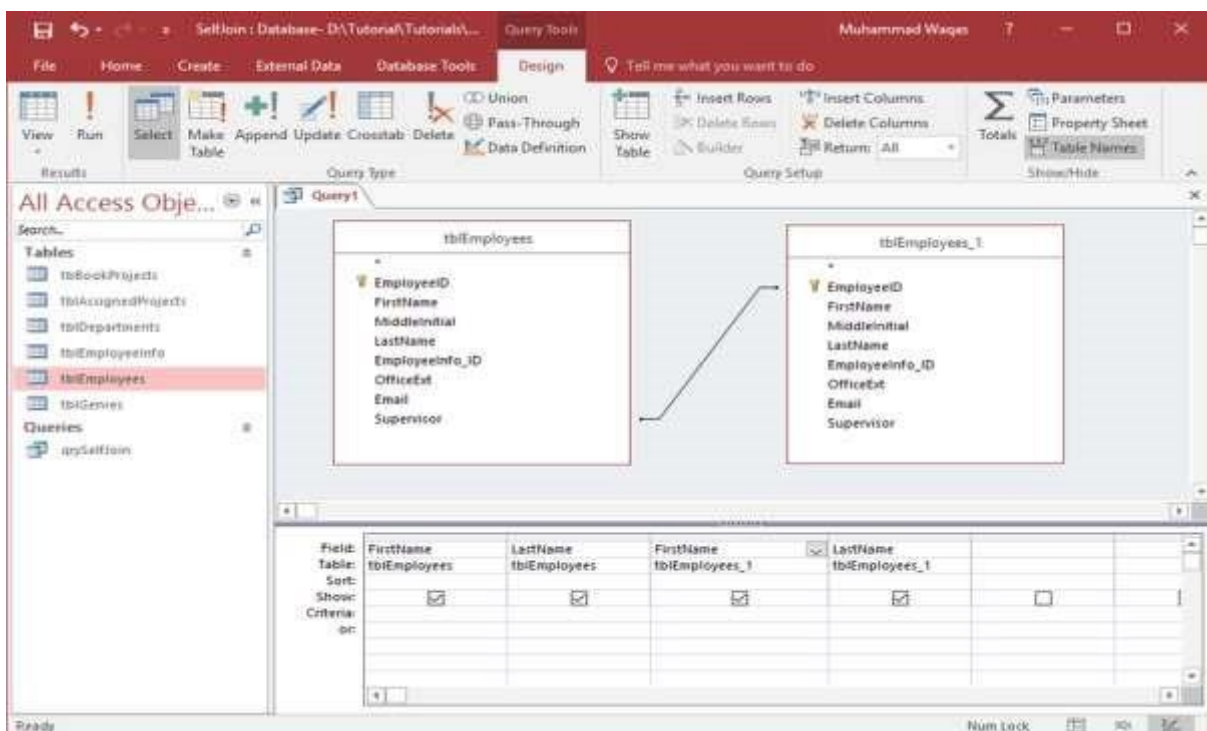 SelfJoin : Database- D:\Tutorial\Tutorials\...
Query Tools
Muhammad Waqas
?
File
Home
Create
External Data
Database Tools
Design
Tell me what you want to do
View
Run
Select
Make Table
Append
Update
Crosstab
Delete
Union
Pass-Through
Data Definition
Show Table
Insert Rows
Delete Rows
Builder
Insert Columns
Delete Columns
Return: All
Totals
Parameters
Property Sheet
Table Names
Results
Query Type
Query Setup
Show/Hide
All Access Obje...
Search...
Tables
tblBookProjects
tblAssignedProjects
tblDepartments
tblEmployeeInfo
tblEmployees
tblGenres
Queries
qrySelfJoin
Query1
tblEmployees
*
EmployeeID
FirstName
MiddleInitial
LastName
EmployeeInfo_ID
OfficeExt
Email
Supervisor
tblEmployees_1
*
EmployeeID
FirstName
MiddleInitial
LastName
EmployeeInfo_ID
OfficeExt
Email
Supervisor
Field: FirstName LastName FirstName LastName
Table: tblEmployees tblEmployees tblEmployees_1 tblEmployees_1
Sort:
Show:
Criteria:
or:
Ready
Num Lock
SQL